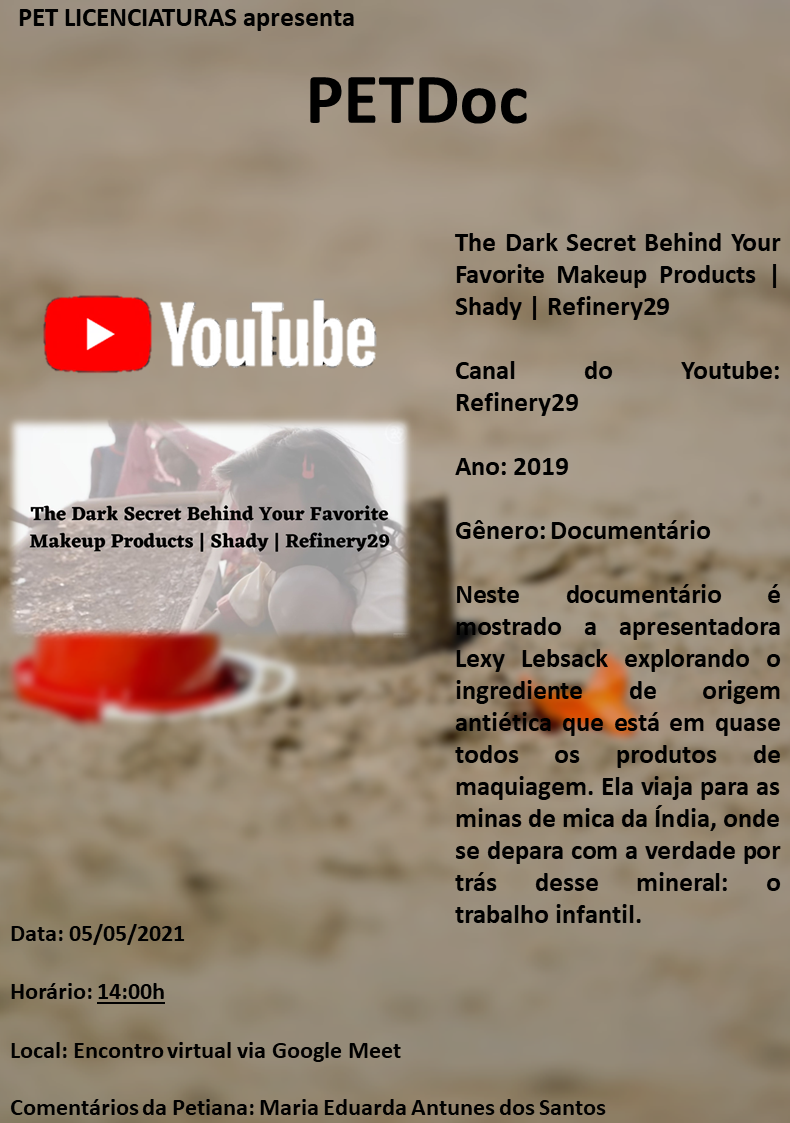 PET LICENCIATURAS apresenta
PETDoc
YouTube
The Dark Secret Behind Your Favorite
Makeup Products | Shady | Refinery29
The Dark Secret Behind Your
Favorite Makeup Products |
Shady | Refinery29
Canal do Youtube:
Refinery29
Ano: 2019
Gênero: Documentário
Neste documentário é
mostrado a apresentadora
Lexy Lebsack explorando o
ingrediente de origem
antiética que está em quase
todos os produtos de
maquiagem. Ela viaja para as
minas de mica da Índia, onde
se depara com a verdade por
trás desse mineral: o
trabalho infantil.
Data: 05/05/2021
Horário: 14:00h
Local: Encontro virtual via Google Meet
Comentários da Petiana: Maria Eduarda Antunes dos Santos